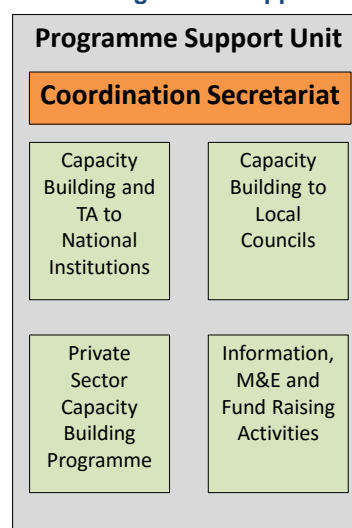 Programme Support Unit
Coordination Secretariat
Capacity
Building and
TA to
National
Institutions
Capacity
Building to
Local
Councils
Private
Sector
Capacity
Building
Programme
Information,
M&E and
Fund Raising
Activities